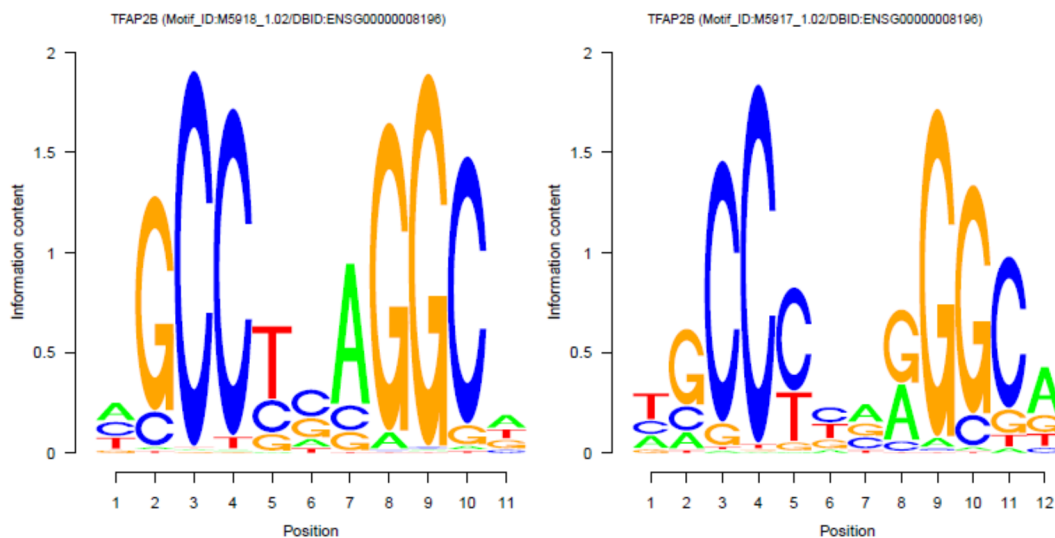 TFAP2B (Motif_ID:M5918_1.02/DBID:ENSG00000008196)
2
1.5
1
0.5
0
Information content
A C T G
G C
C
C T
T C G
C G A T
A C G
G A
G
C G
A T G
1 2 3 4 5 6 7 8 9 10 11
Position
TFAP2B (Motif_ID:M5917_1.02/DBID:ENSG00000008196)
2
1.5
1
0.5
0
Information content
T C A G
G C A T
C G
C T
C T G
C T G A
A G C T
G A C
G A
G C T
C G T A
A G T C
1 2 3 4 5 6 7 8 9 10 11 12
Position